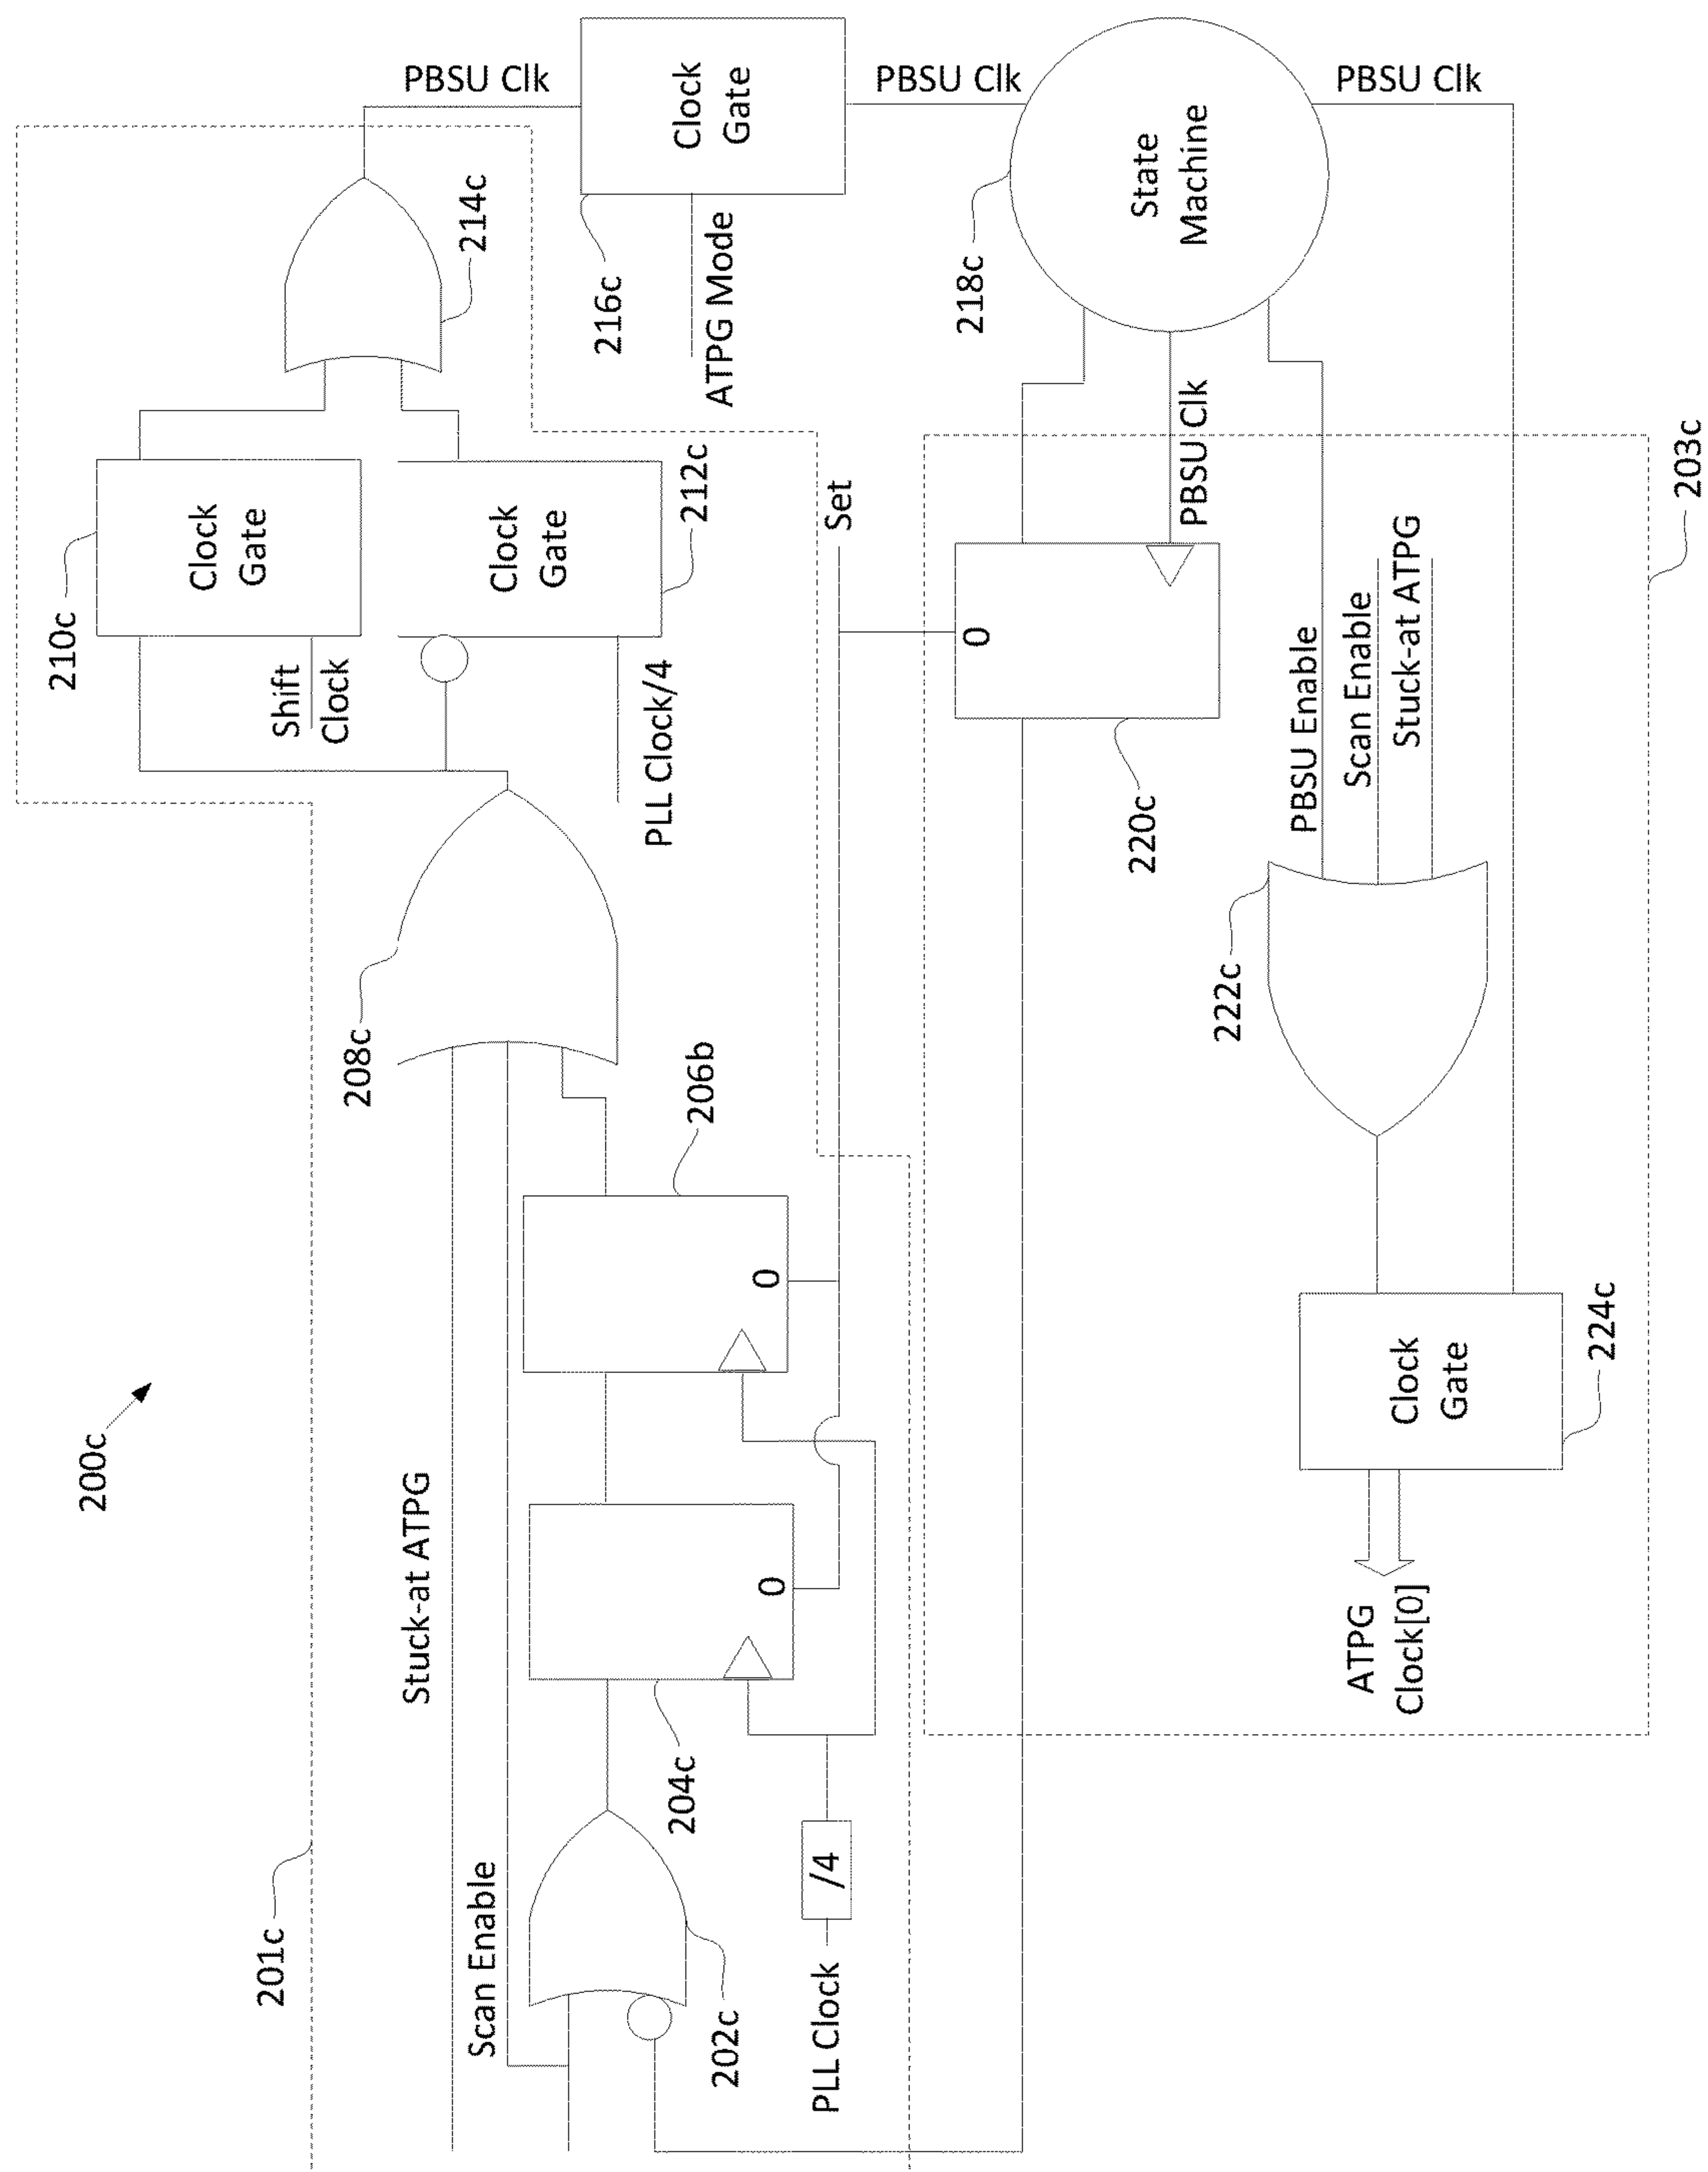 200c
210c
Clock
Gate
201c
Shift
Clock
208c
Stuck-at ATPG
214c
PBSU Clk
Scan Enable
Clock
Gate
212c
216c
PLL Clock/4
206b
204c
Clock
Gate
ATPG Mode
202c
0
0
PLL Clock
/4
Set
PBSU Clk
218c
0
220c
State
Machine
PBSU Clk
222c
PBSU Enable
Scan Enable
Stuck-at ATPG
PBSU Clk
ATPG
Clock[0]
Clock
Gate
224c
203c